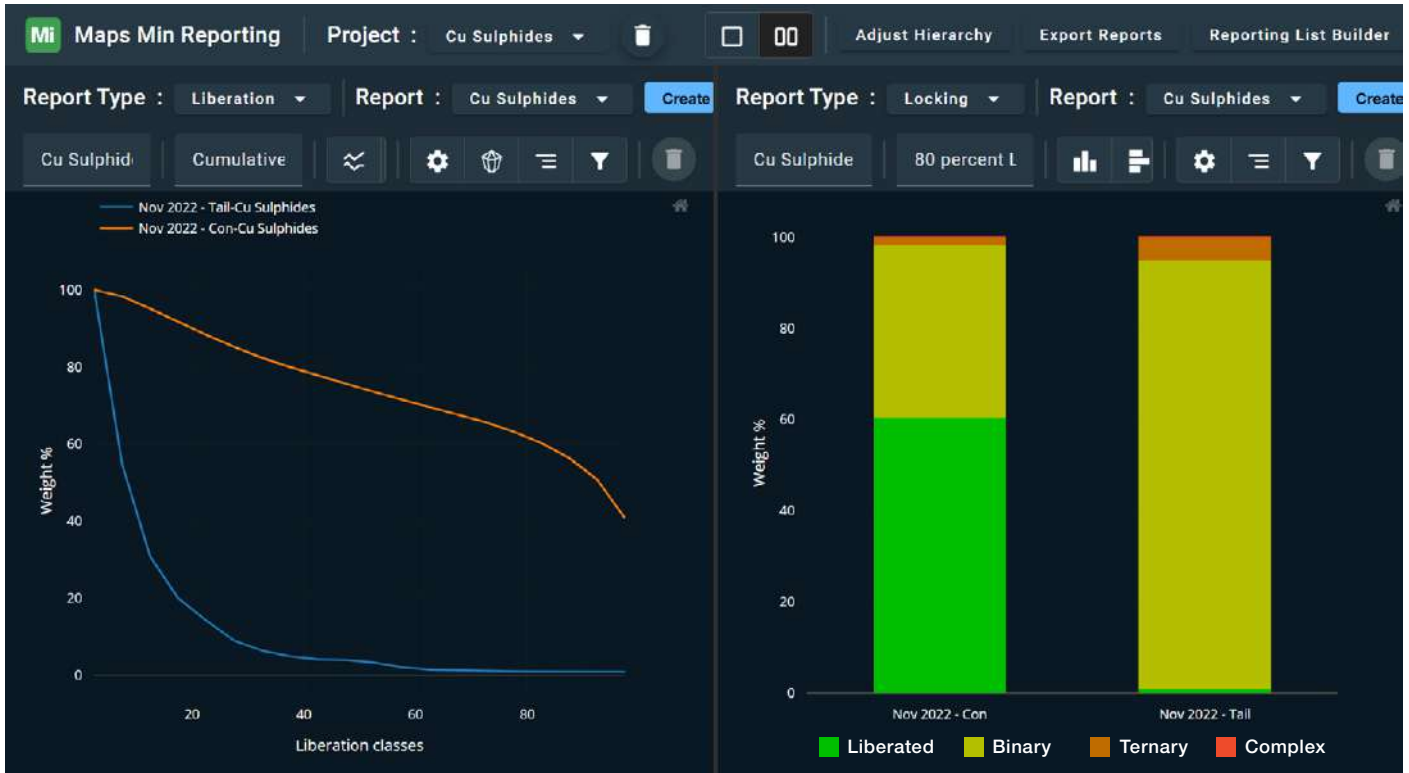 Mi Maps Min Reporting Project : Cu Sulphides Adjust Hierarchy Export Reports Reporting List Builder
Report Type : Liberation Report : Cu Sulphides Create
Cu Sulphid Cumulative
Nov 2022 - Tail-Cu Sulphides
Nov 2022 - Con-Cu Sulphides
100
80
60
40
20
0
Weight %
20 40 60 80
Liberation classes
Report Type : Locking Report : Cu Sulphides Create
Cu Sulphide 80 percent L
100
80
60
40
20
0
Weight %
Nov 2022 - Con Nov 2022 - Tail
Liberated Binary Ternary Complex